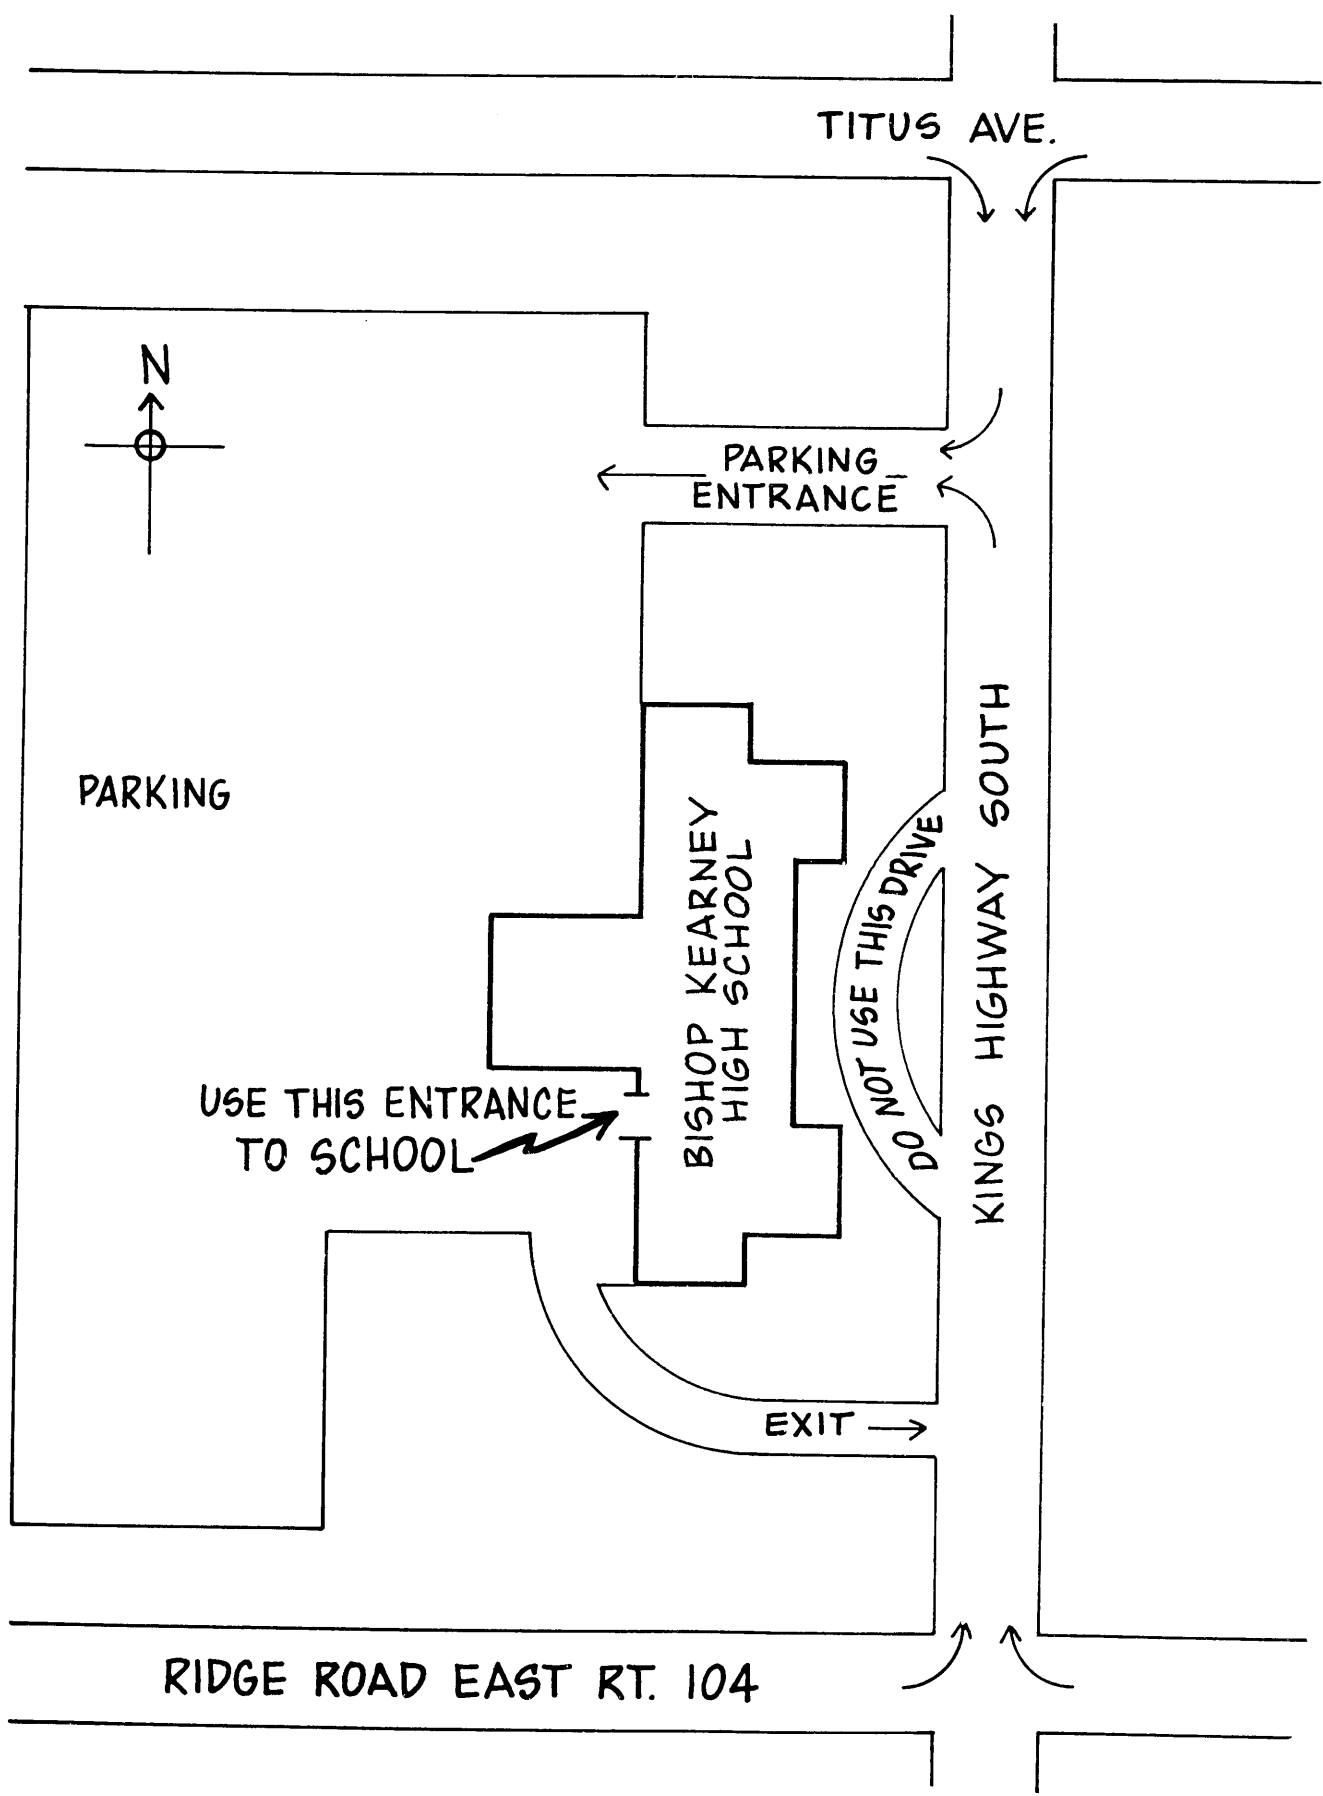 TITUS AVE.
N
PARKING
ENTRANCE
PARKING
KINGS HIGHWAY SOUTH
DO NOT USE THIS DRIVE
BISHOP KEARNEY
HIGH SCHOOL
USE THIS ENTRANCE
TO SCHOOL
EXIT
RIDGE ROAD EAST RT. 104